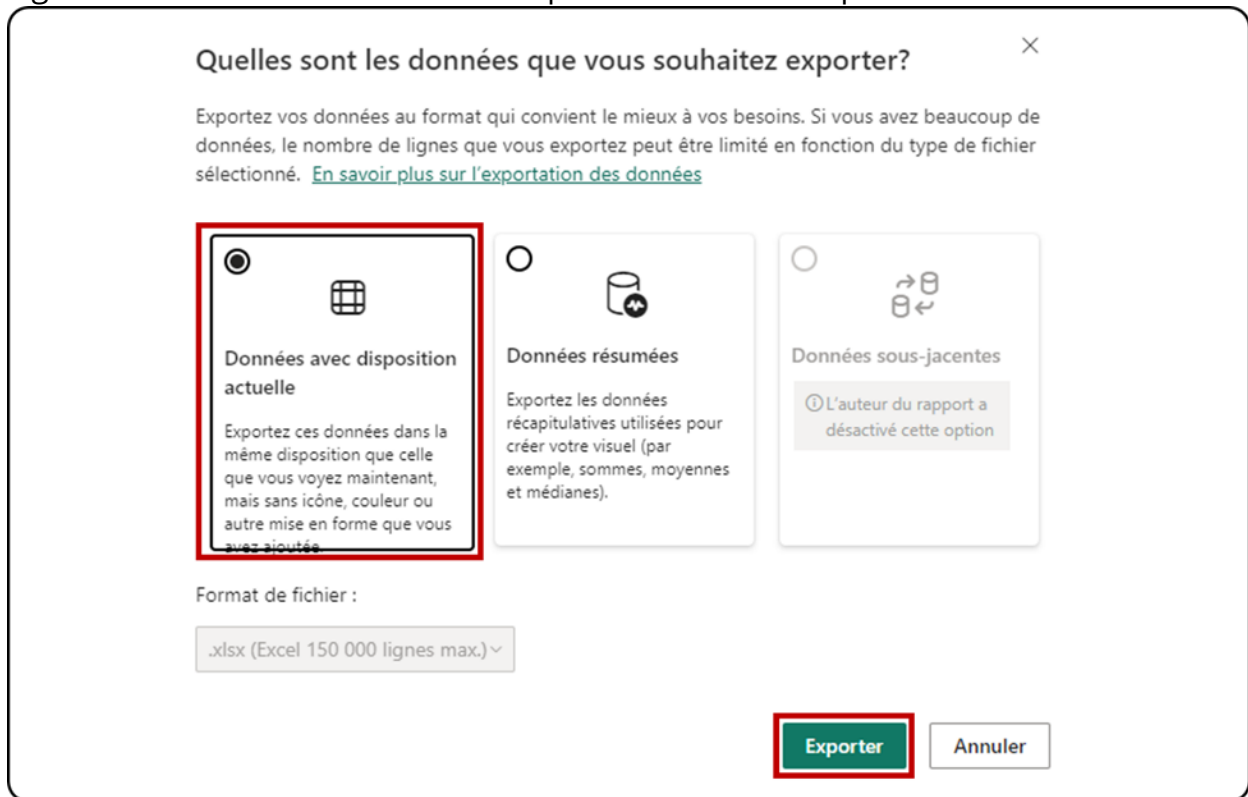 Quelles sont les données que vous souhaitez exporter?
Exportez vos données au format qui convient le mieux à vos besoins. Si vous avez beaucoup de
données, le nombre de lignes que vous exportez peut être limité en fonction du type de fichier
sélectionné. En savoir plus sur l'exportation des données
Données avec disposition
actuelle
Exportez ces données dans la
même disposition que celle
que vous voyez maintenant,
mais sans icône, couleur ou
autre mise en forme que vous
avez ajoutée.
Données résumées
Exportez les données
récapitulatives utilisées pour
créer votre visuel (par
exemple, sommes, moyennes
et médianes).
Données sous-jacentes
L'auteur du rapport a
désactivé cette option
Format de fichier :
.xlsx (Excel 150 000 lignes max.)
Exporter
Annuler